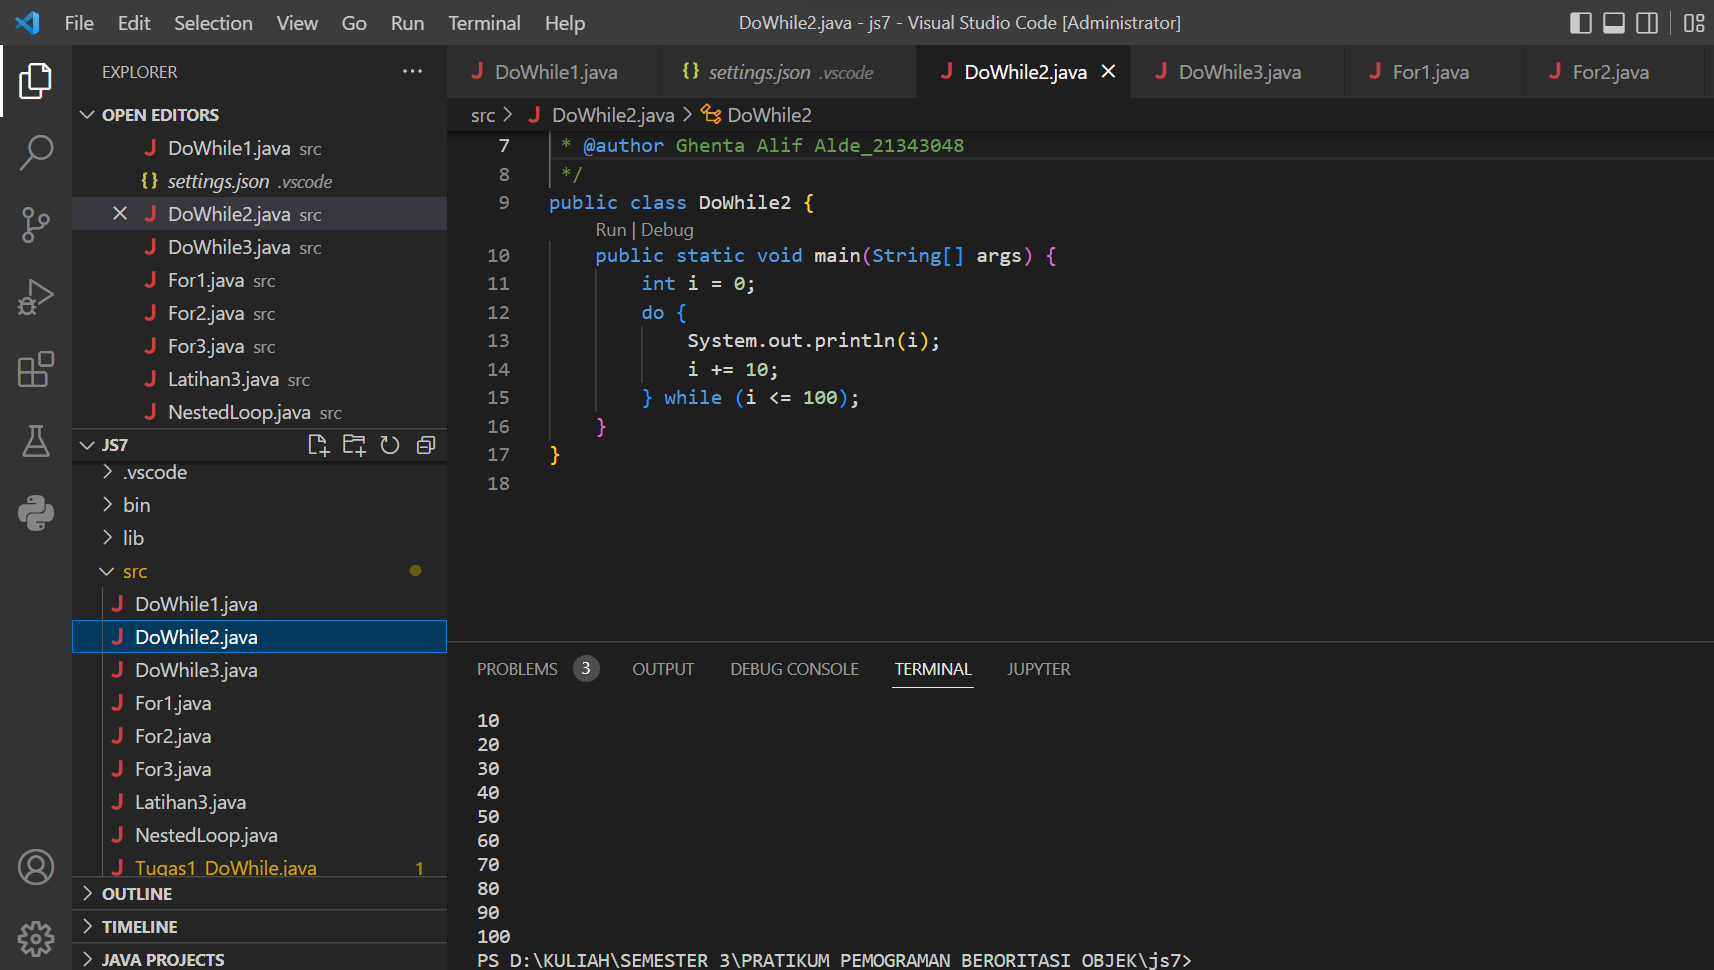 File Edit Selection View Go Run Terminal Help DoWhile2.java - js7 - Visual Studio Code [Administrator]
EXPLORER
OPEN EDITORS
DoWhile1.java src
settings.json .vscode
DoWhile2.java src
DoWhile3.java src
For1.java src
For2.java src
For3.java src
Latihan3.java src
NestedLoop.java src
JS7
.vscode
bin
lib
src
DoWhile1.java
DoWhile2.java
DoWhile3.java
For1.java
For2.java
For3.java
Latihan3.java
NestedLoop.java
Tugas1_DoWhile.java 1
OUTLINE
TIMELINE
JAVA PROJECTS
DoWhile1.java {} settings.json .vscode DoWhile2.java DoWhile3.java For1.java For2.java
src > DoWhile2.java > DoWhile2
7 * @author Ghenta Alif Alde_21343048
8 */
9 public class DoWhile2 {
Run | Debug
10 public static void main(String[] args) {
11 int i = 0;
12 do {
13 System.out.println(i);
14 i += 10;
15 } while (i <= 100);
16 }
17 }
18
PROBLEMS 3 OUTPUT DEBUG CONSOLE TERMINAL JUPYTER
10
20
30
40
50
60
70
80
90
100
PS D:\KULIAH\SEMESTER 3\PRATIKUM PEMOGRAMAN BERORITASI OBJEK\js7>